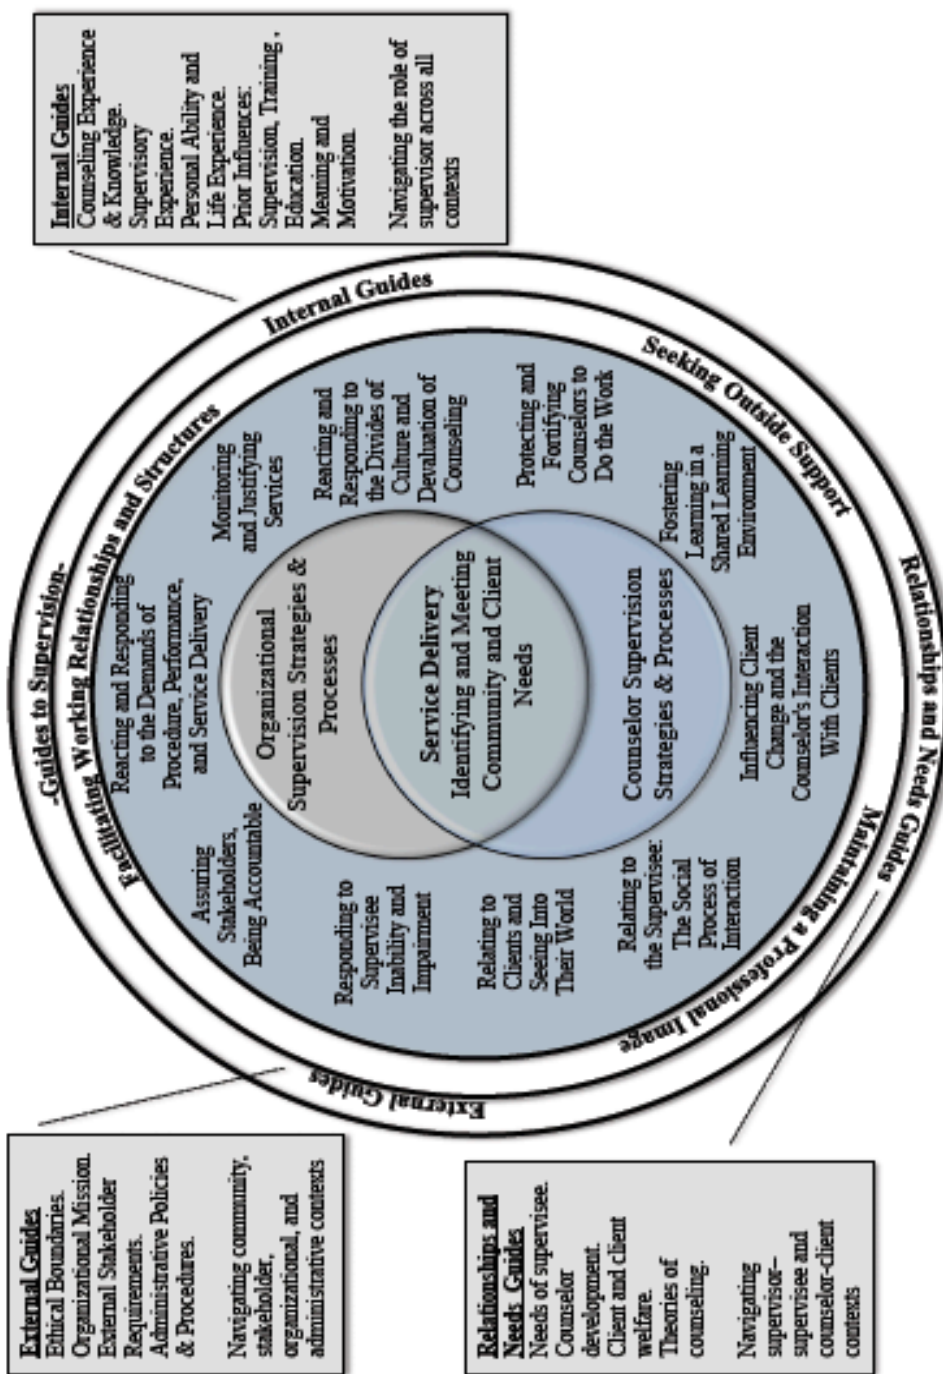 External Guides
Ethical Boundaries.
Organizational Mission.
External Stakeholder
Requirements.
Administrative Policies
& Procedures.
Navigating community,
stakeholder,
organizational, and
administrative contexts
Internal Guides
Counseling Experience
& Knowledge.
Supervisory
Experience.
Personal Ability and
Life Experience.
Prior Influences:
Supervision, Training ,
Education.
Meaning and
Motivation.
Navigating the role of
supervisor across all
contexts
-Guides to Supervision-
External Guides
Internal Guides
Relationships and Needs Guides
Facilitating Working Relationships and Structures
Seeking Outside Support
Maintaining a Professional Image
Assuring
Stakeholders,
Being Accountable
Reacting and Responding
to the Demands of
Procedure, Performance,
and Service Delivery
Monitoring
and Justifying
Services
Responding to
Supervisee
Inability and
Impairment
Reacting and
Responding to
the Divides of
Culture and
Devaluation of
Counseling
Organizational
Supervision Strategies &
Processes
Service Delivery
Identifying and Meeting
Community and Client
Needs
Counselor Supervision
Strategies & Processes
Relating to
Clients and
Seeing Into
Their World
Protecting and
Fortifying
Counselors to
Do the Work
Relating to
the Supervisee:
The Social
Process of
Interaction
Influencing Client
Change and the
Counselor's Interaction
With Clients
Fostering
Learning in a
Shared Learning
Environment
Relationships and
Needs Guides
Needs of supervisee.
Counselor
development.
Client and client
welfare.
Theories of
counseling.
Navigating
supervisor–
supervisee and
counselor-client
contexts